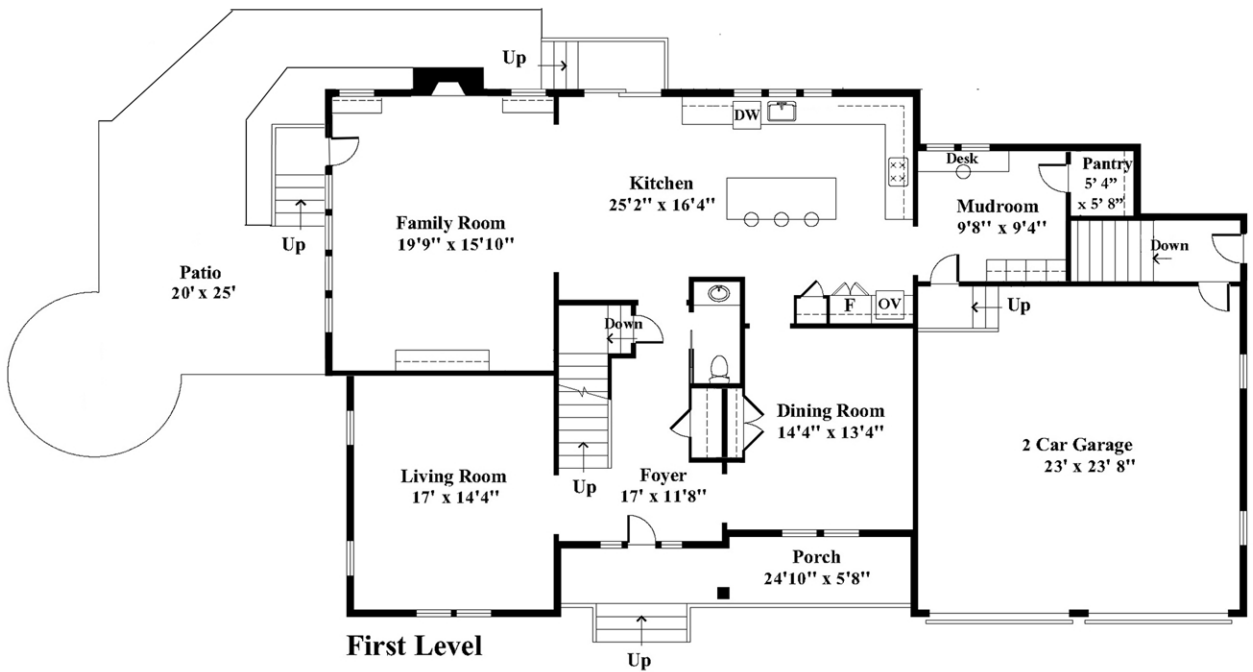 Up
DW
Desk
Pantry
5' 4"
x 5' 8"
Kitchen
25'2" x 16'4"
Mudroom
9'8" x 9'4"
Family Room
19'9" x 15'10"
Up
Down
Patio
20' x 25'
F
OV
Up
Down
Dining Room
14'4" x 13'4"
2 Car Garage
23' x 23' 8"
Living Room
17' x 14'4"
Up
Foyer
17' x 11'8"
Porch
24'10" x 5'8"
First Level
Up